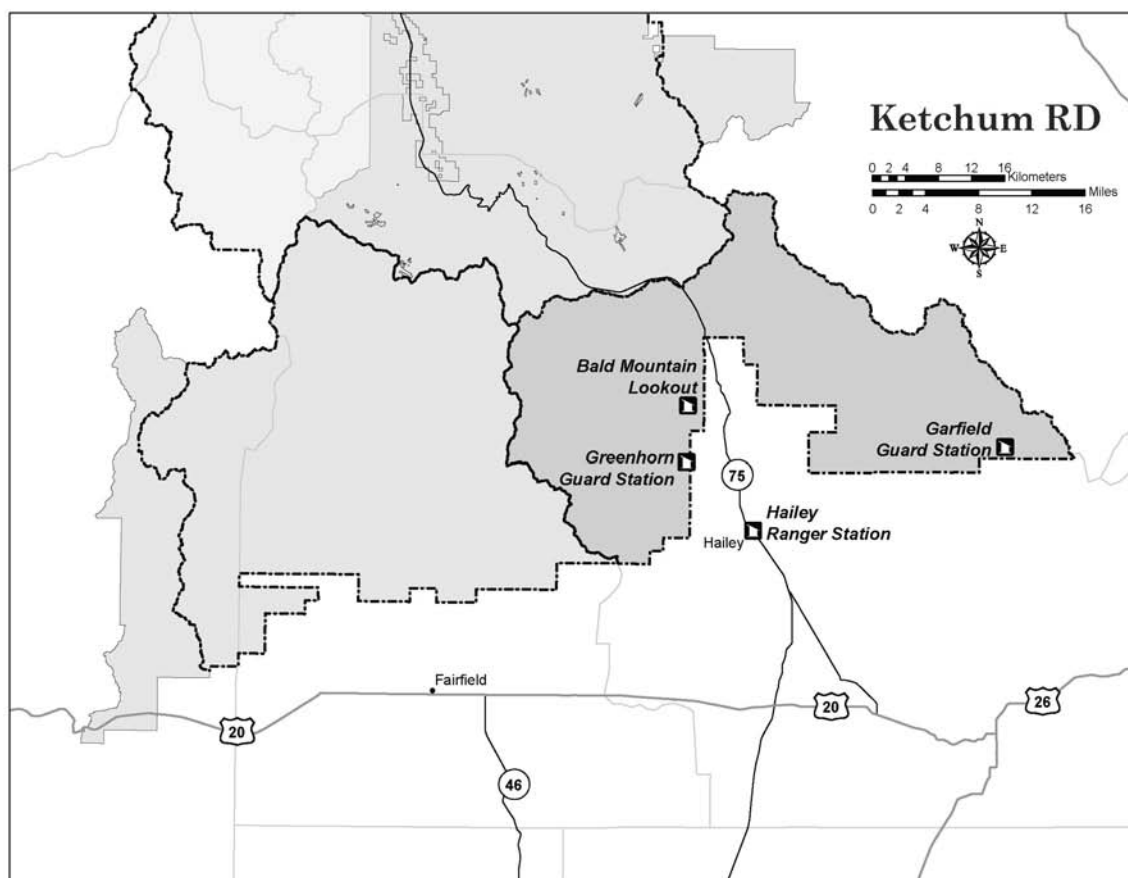 Ketchum RD
0 2 4 8 12 16
Kilometers
Miles
0 2 4 8 12 16
N
W E
S
Bald Mountain
Lookout
Garfield
Guard Station
Greenhorn
Guard Station
75
Hailey
Ranger Station
Hailey
Fairfield
20
20
26
46